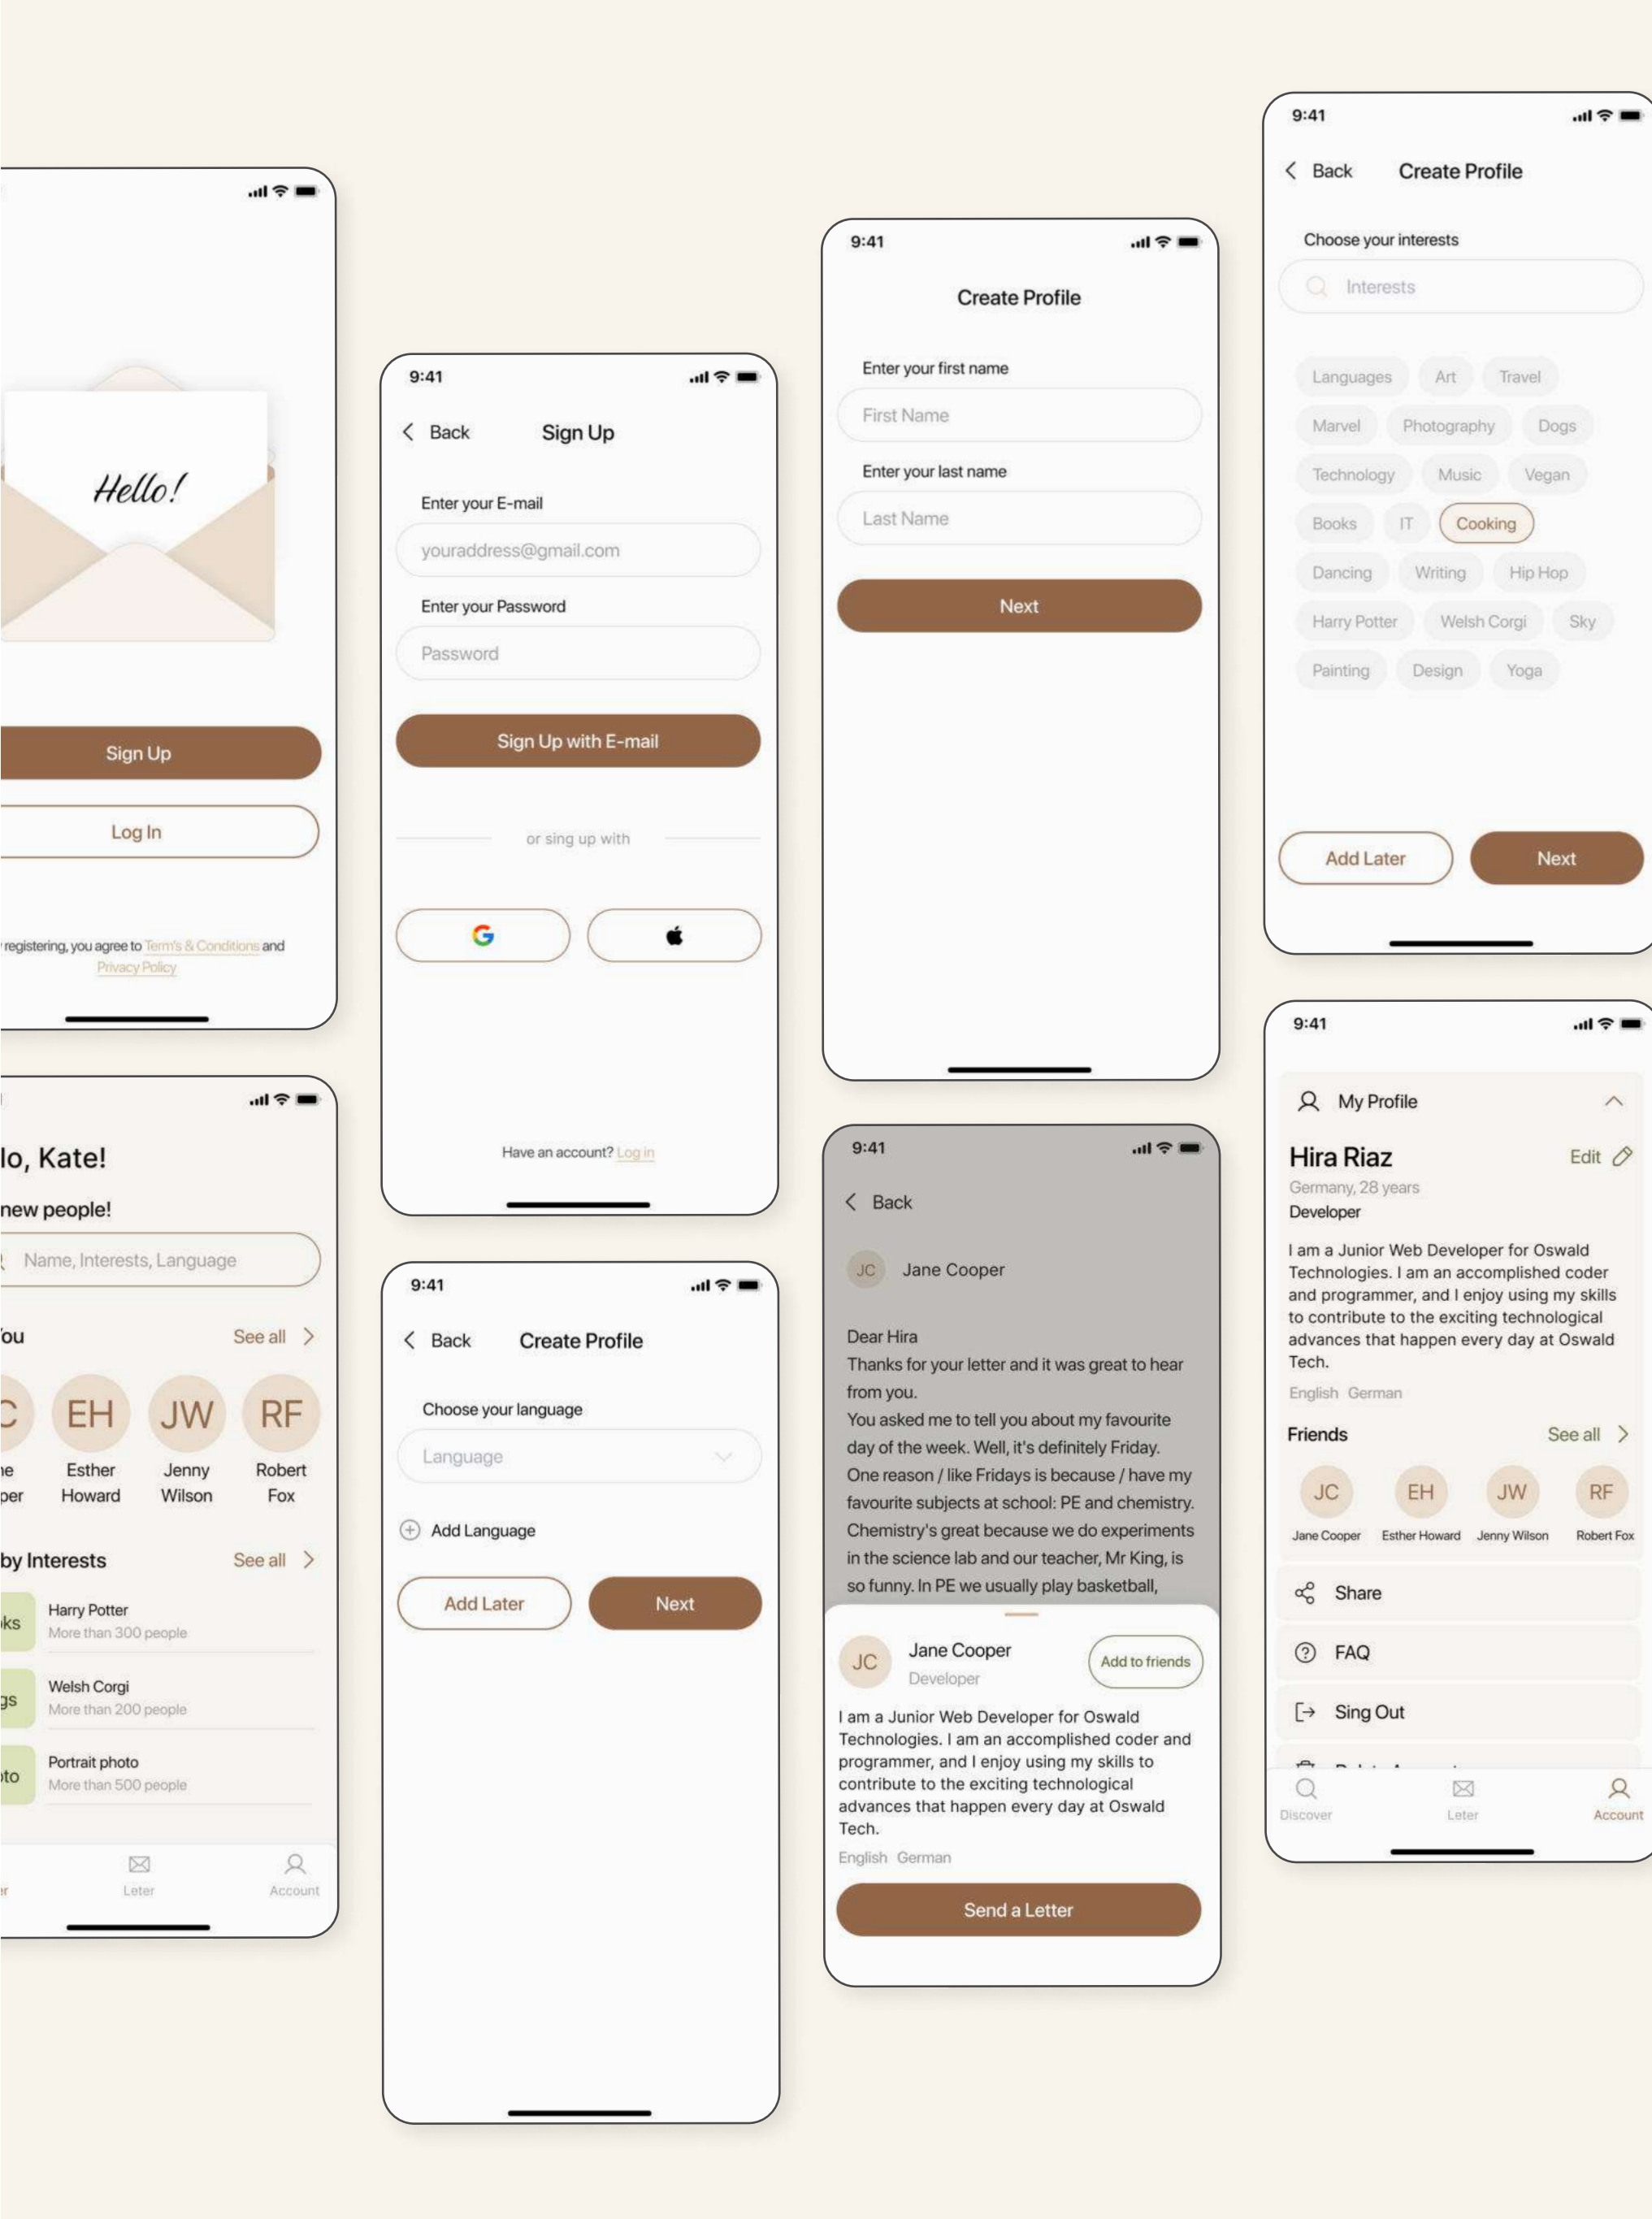 Hello!
Sign Up
Log In
registering, you agree to Term's & Conditions and
Privacy Policy
lo, Kate!
new people!
Name, Interests, Language
ou
See all
C
EH
JW
RF
ne
per
Esther
Howard
Jenny
Wilson
Robert
Fox
by Interests
See all
ks
Harry Potter
More than 300 people
gs
Welsh Corgi
More than 200 people
to
Portrait photo
More than 500 people
er
Leter
Account
9:41
Back
Sign Up
Enter your E-mail
youraddress@gmail.com
Enter your Password
Password
Sign Up with E-mail
or sing up with
G
Have an account? Log in
9:41
Back
Create Profile
Choose your language
Language
Add Language
Add Later
Next
9:41
Create Profile
Enter your first name
First Name
Enter your last name
Last Name
Next
9:41
Back
JC
Jane Cooper
Dear Hira
Thanks for your letter and it was great to hear
from you.
You asked me to tell you about my favourite
day of the week. Well, it's definitely Friday.
One reason / like Fridays is because / have my
favourite subjects at school: PE and chemistry.
Chemistry's great because we do experiments
in the science lab and our teacher, Mr King, is
so funny. In PE we usually play basketball,
JC
Jane Cooper
Developer
Add to friends
I am a Junior Web Developer for Oswald
Technologies. I am an accomplished coder and
programmer, and I enjoy using my skills to
contribute to the exciting technological
advances that happen every day at Oswald
Tech.
English German
Send a Letter
9:41
Back
Create Profile
Choose your interests
Interests
Languages Art Travel
Marvel Photography Dogs
Technology Music Vegan
Books IT Cooking
Dancing Writing Hip Hop
Harry Potter Welsh Corgi Sky
Painting Design Yoga
Add Later
Next
9:41
My Profile
Hira Riaz
Edit
Germany, 28 years
Developer
I am a Junior Web Developer for Oswald
Technologies. I am an accomplished coder
and programmer, and I enjoy using my skills
to contribute to the exciting technological
advances that happen every day at Oswald
Tech.
English German
Friends
See all
JC
EH
JW
RF
Jane Cooper
Esther Howard
Jenny Wilson
Robert Fox
Share
FAQ
Sing Out
Discover
Leter
Account